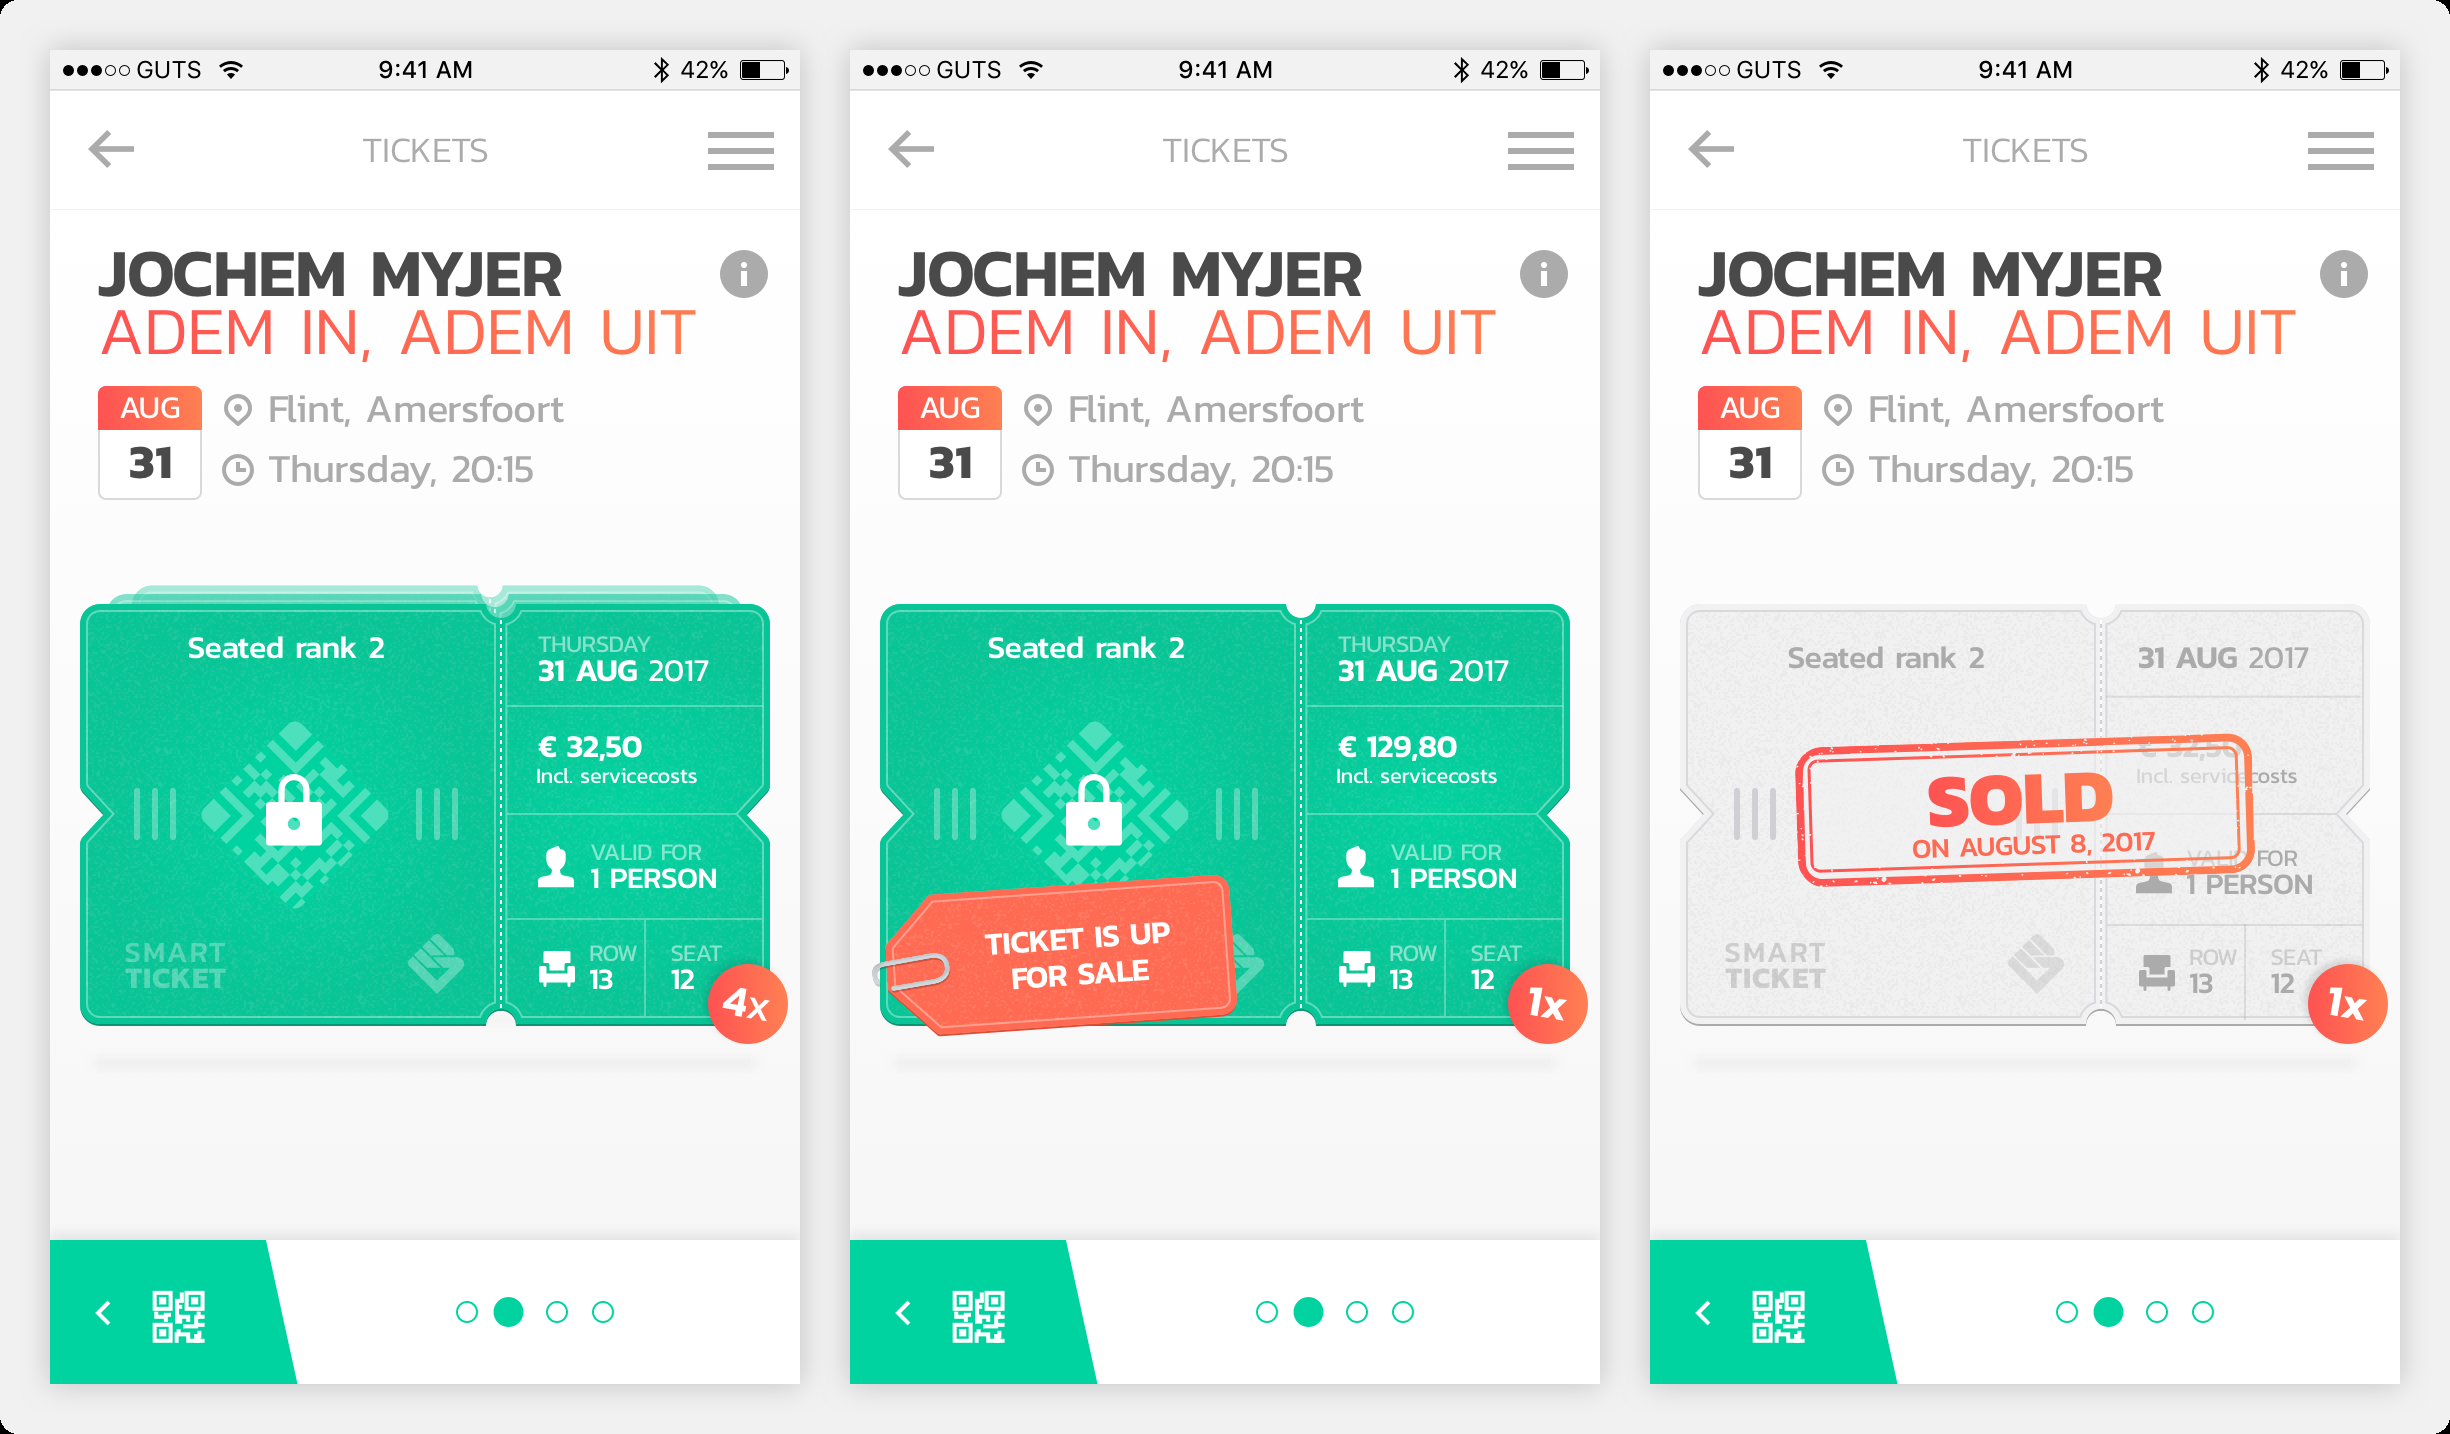 GUTS 9:41 AM 42%
TICKETS
JOCHEM MYJER
ADEM IN, ADEM UIT
AUG
31
Flint, Amersfoort
Thursday, 20:15
Seated rank 2
THURSDAY
31 AUG 2017
€ 32,50
Incl. servicecosts
VALID FOR
1 PERSON
SMART
TICKET
ROW
13
SEAT
12
4x
GUTS 9:41 AM 42%
TICKETS
JOCHEM MYJER
ADEM IN, ADEM UIT
AUG
31
Flint, Amersfoort
Thursday, 20:15
Seated rank 2
THURSDAY
31 AUG 2017
€ 129,80
Incl. servicecosts
VALID FOR
1 PERSON
TICKET IS UP
FOR SALE
ROW
13
SEAT
12
1x
GUTS 9:41 AM 42%
TICKETS
JOCHEM MYJER
ADEM IN, ADEM UIT
AUG
31
Flint, Amersfoort
Thursday, 20:15
Seated rank 2
31 AUG 2017
€ 32,50
Incl. servicecosts
SOLD
ON AUGUST 8, 2017
VALID FOR
1 PERSON
SMART
TICKET
ROW
13
SEAT
12
1x